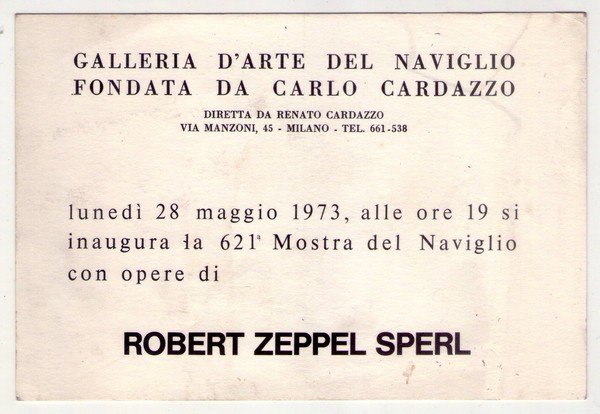 GALLERIA D'ARTE DEL NAVIGLIO
FONDATA DA CARLO CARDAZZO
DIRETTA DA RENATO CARDAZZO
VIA MANZONI, 45 - MILANO - TEL. 661-538
lunedì 28 maggio 1973, alle ore 19 si
inaugura la 621ª Mostra del Naviglio
con opere di
ROBERT ZEPPEL SPERL